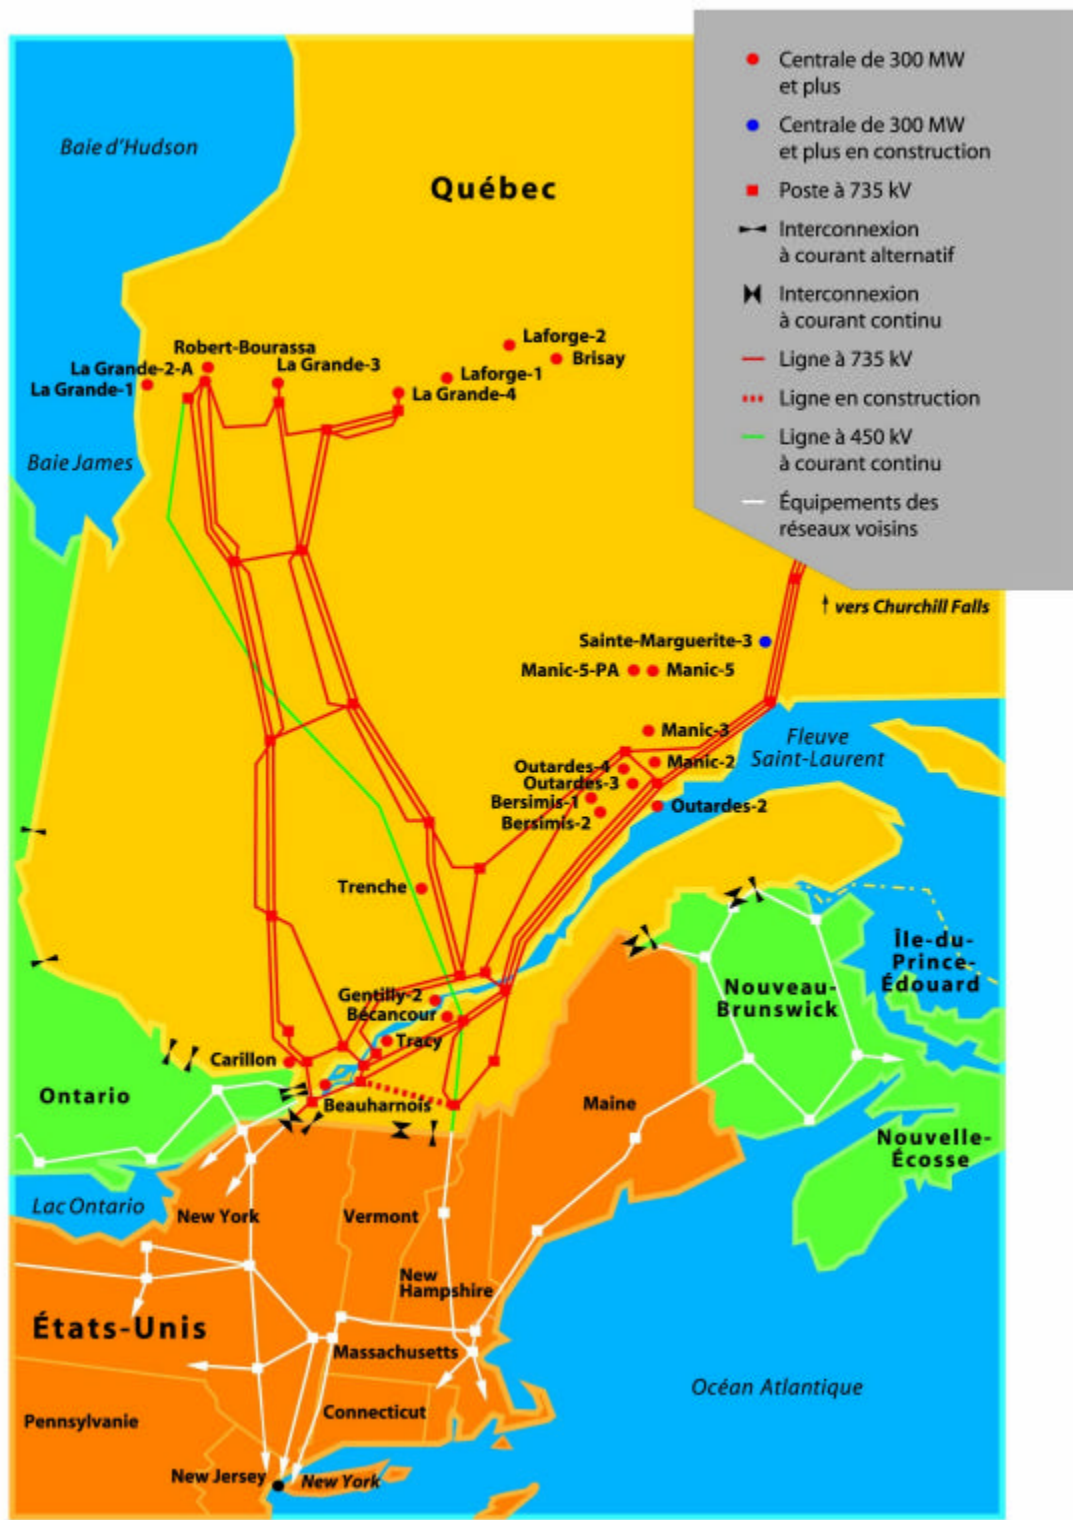 Centrale de 300 MW
et plus
Centrale de 300 MW
et plus en construction
Poste à 735 kV
Interconnexion
à courant alternatif
Interconnexion
à courant continu
Ligne à 735 kV
Ligne en construction
Ligne à 450 kV
à courant continu
Équipements des
réseaux voisins
Baie d'Hudson
Québec
Robert-Bourassa
La Grande-2-A
La Grande-1
La Grande-3
La Grande-4
Laforge-1
Laforge-2
Brisay
Baie James
vers Churchill Falls
Sainte-Marguerite-3
Manic-5-PA
Manic-5
Manic-3
Manic-2
Fleuve
Saint-Laurent
Outardes-4
Outardes-3
Bersimis-1
Bersimis-2
Outardes-2
Trenche
Gentilly-2
Bécancour
Tracy
Carillon
Beauharnois
Île-du-
Prince-
Édouard
Nouveau-
Brunswick
Ontario
Maine
Nouvelle-
Écosse
Lac Ontario
New York
Vermont
New
Hampshire
États-Unis
Massachusetts
Océan Atlantique
Connecticut
Pennsylvanie
New Jersey
New York